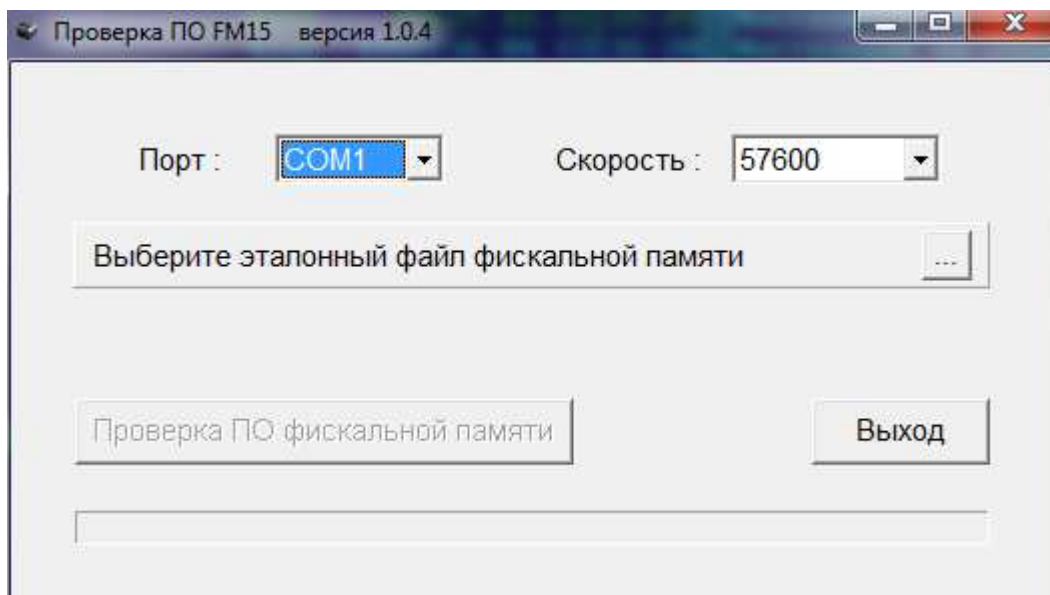 Проверка ПО FM15 версия 1.0.4
Порт : COM1 Скорость : 57600
Выберите эталонный файл фискальной памяти ...
Проверка ПО фискальной памяти Выход